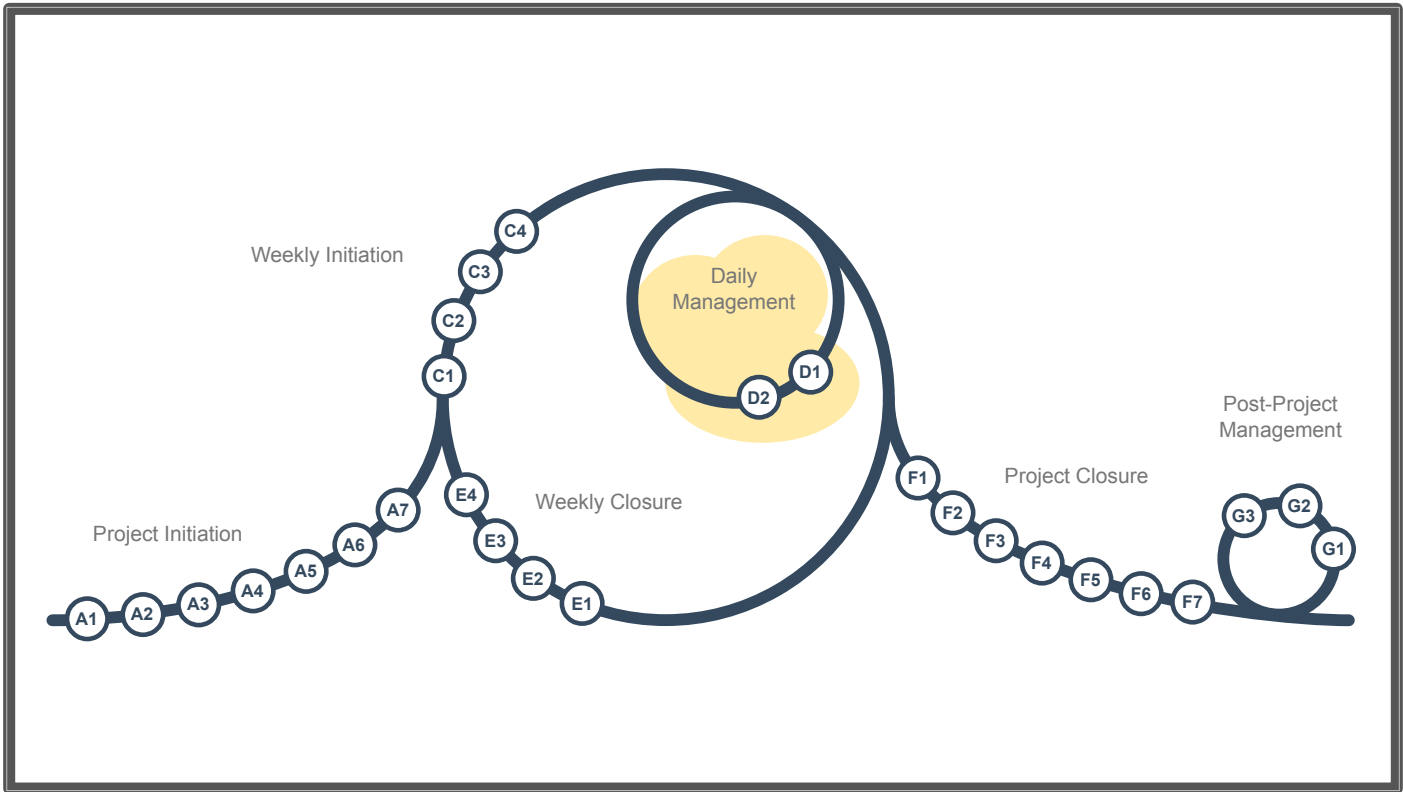 Project Initiation
A1
A2
A3
A4
A5
A6
A7
Weekly Initiation
C1
C2
C3
C4
Daily
Management
D1
D2
Weekly Closure
E1
E2
E3
E4
Project Closure
F1
F2
F3
F4
F5
F6
F7
Post-Project
Management
G1
G2
G3